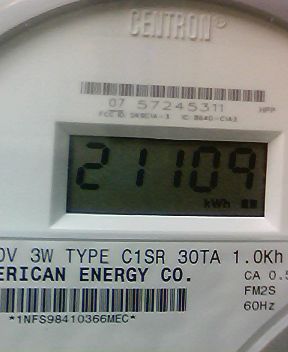 CENTRON®
07 57245311
HPP
21109
kWh
0V 3W TYPE C1SR 30TA 1.0Kh
ERICAN ENERGY CO.
CA 0.5
FM2S
60Hz
*1NFS98410366MEC*